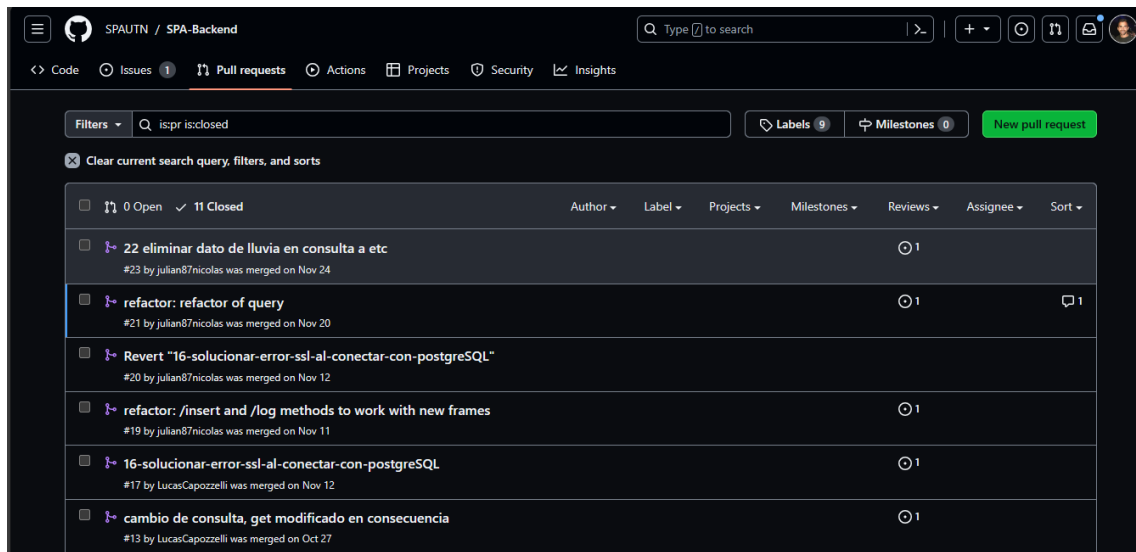 SPAUTN / SPA-Backend
Type / to search
Code Issues 1 Pull requests Actions Projects Security Insights
Filters is:pr is:closed Labels 9 Milestones 0 New pull request
Clear current search query, filters, and sorts
0 Open 11 Closed Author Label Projects Milestones Reviews Assignee Sort
22 eliminar dato de lluvia en consulta a etc 1
#23 by julian87nicolas was merged on Nov 24
refactor: refactor of query 1 1
#21 by julian87nicolas was merged on Nov 20
Revert "16-solucionar-error-ssl-al-conectar-con-postgreSQL"
#20 by julian87nicolas was merged on Nov 12
refactor: /insert and /log methods to work with new frames 1
#19 by julian87nicolas was merged on Nov 11
16-solucionar-error-ssl-al-conectar-con-postgreSQL 1
#17 by LucasCapozzelli was merged on Nov 12
cambio de consulta, get modificado en consecuencia 1
#13 by LucasCapozzelli was merged on Oct 27